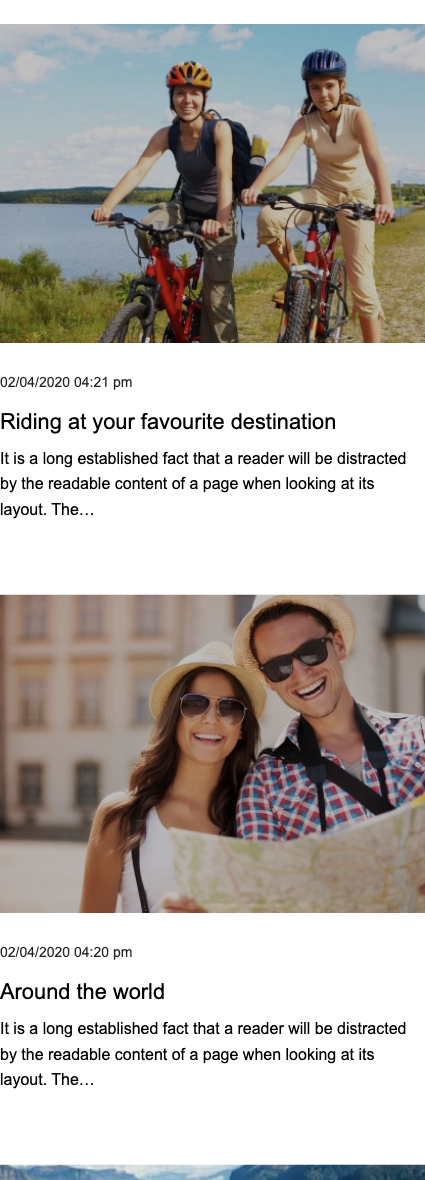 02/04/2020 04:21 pm
Riding at your favourite destination
It is a long established fact that a reader will be distracted
by the readable content of a page when looking at its
layout. The…
02/04/2020 04:20 pm
Around the world
It is a long established fact that a reader will be distracted
by the readable content of a page when looking at its
layout. The…